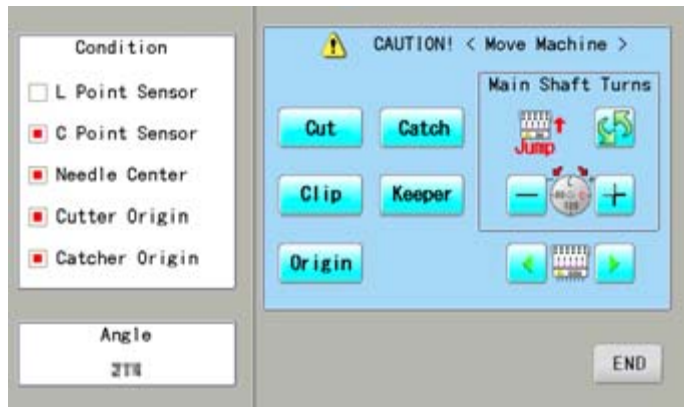 Condition
L Point Sensor
C Point Sensor
Needle Center
Cutter Origin
Catcher Origin
Angle
CAUTION! < Move Machine >
Main Shaft Turns
Cut
Catch
Jump
Clip
Keeper
Origin
END